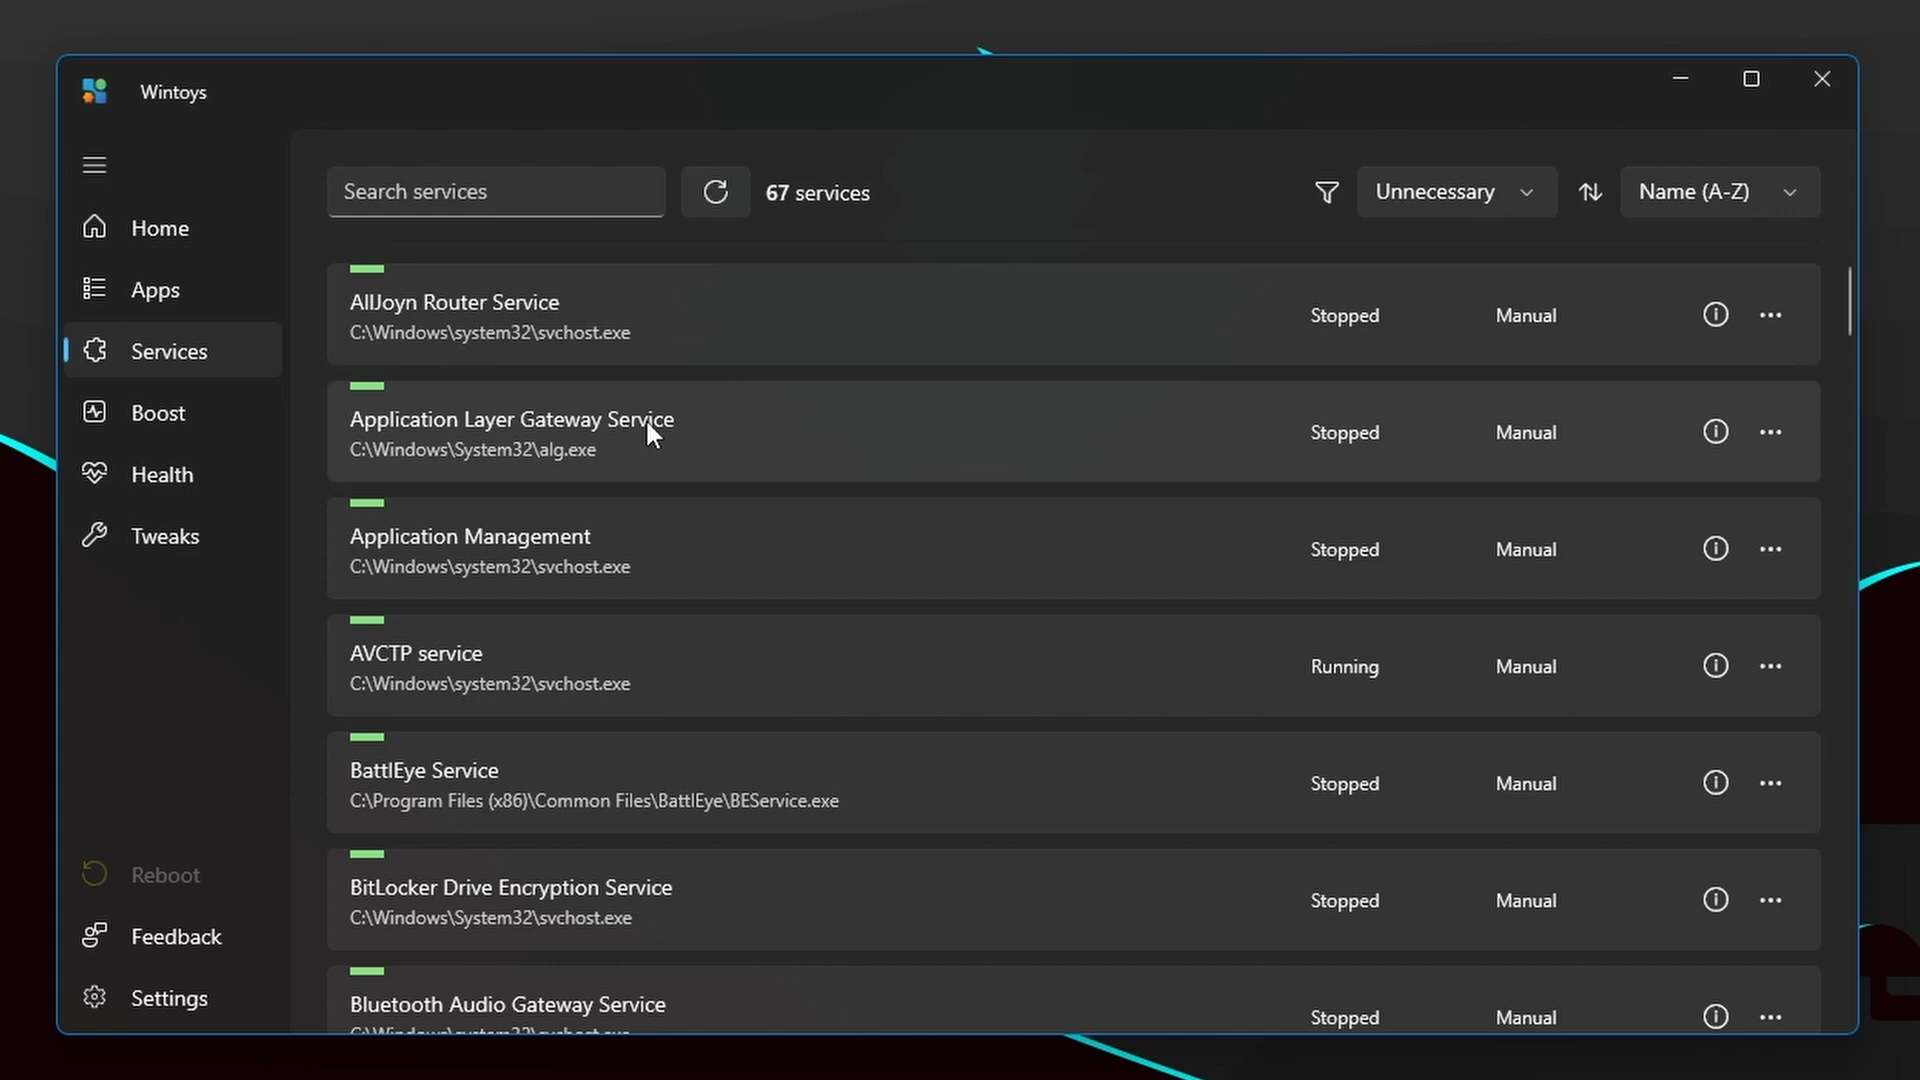 Wintoys
Search services
67 services
Unnecessary
Name (A-Z)
Home
Apps
Services
Boost
Health
Tweaks
Reboot
Feedback
Settings
AllJoyn Router Service
C:\Windows\system32\svchost.exe
Stopped
Manual
Application Layer Gateway Service
C:\Windows\System32\alg.exe
Stopped
Manual
Application Management
C:\Windows\system32\svchost.exe
Stopped
Manual
AVCTP service
C:\Windows\system32\svchost.exe
Running
Manual
BattlEye Service
C:\Program Files (x86)\Common Files\BattlEye\BEService.exe
Stopped
Manual
BitLocker Drive Encryption Service
C:\Windows\System32\svchost.exe
Stopped
Manual
Bluetooth Audio Gateway Service
Stopped
Manual